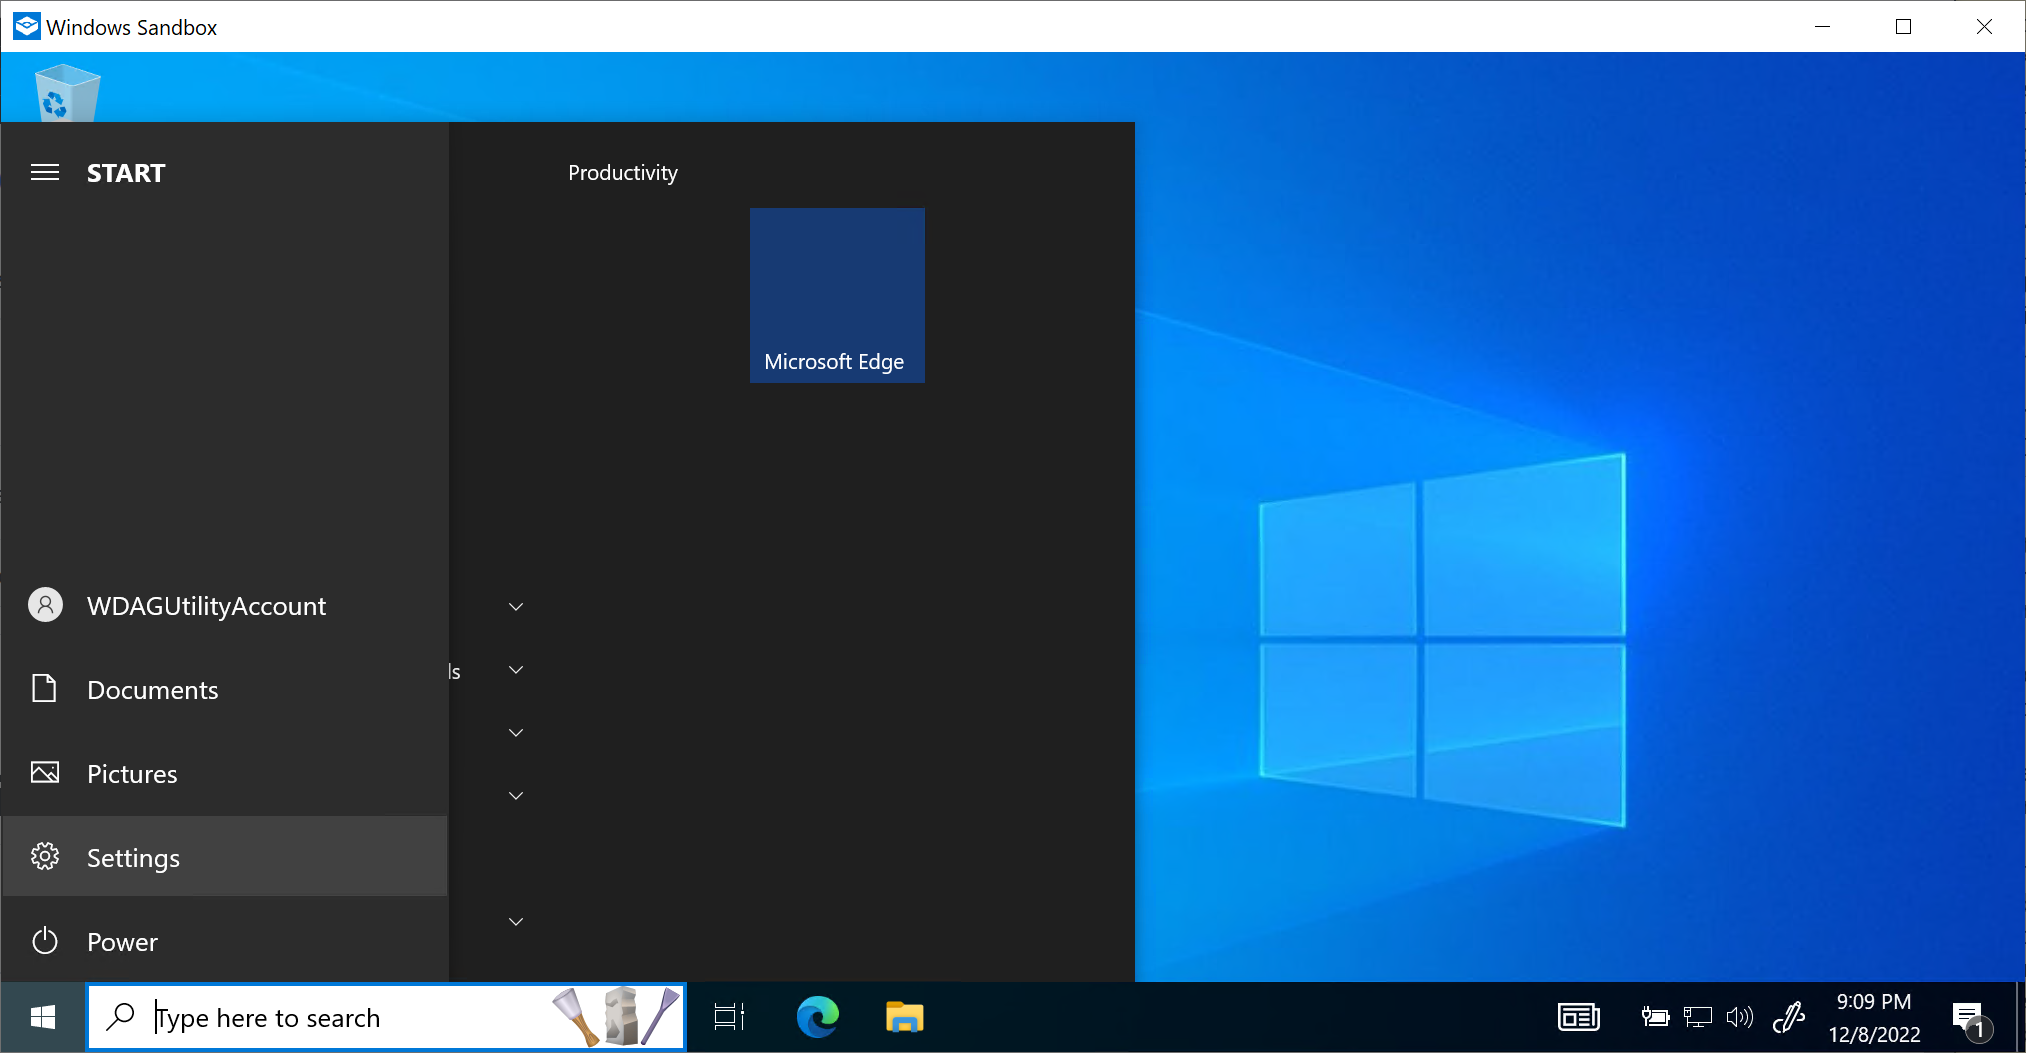 Windows Sandbox
START
Productivity
Microsoft Edge
WDAGUtilityAccount
ls
Documents
Pictures
Settings
Power
Type here to search
9:09 PM
12/8/2022
1